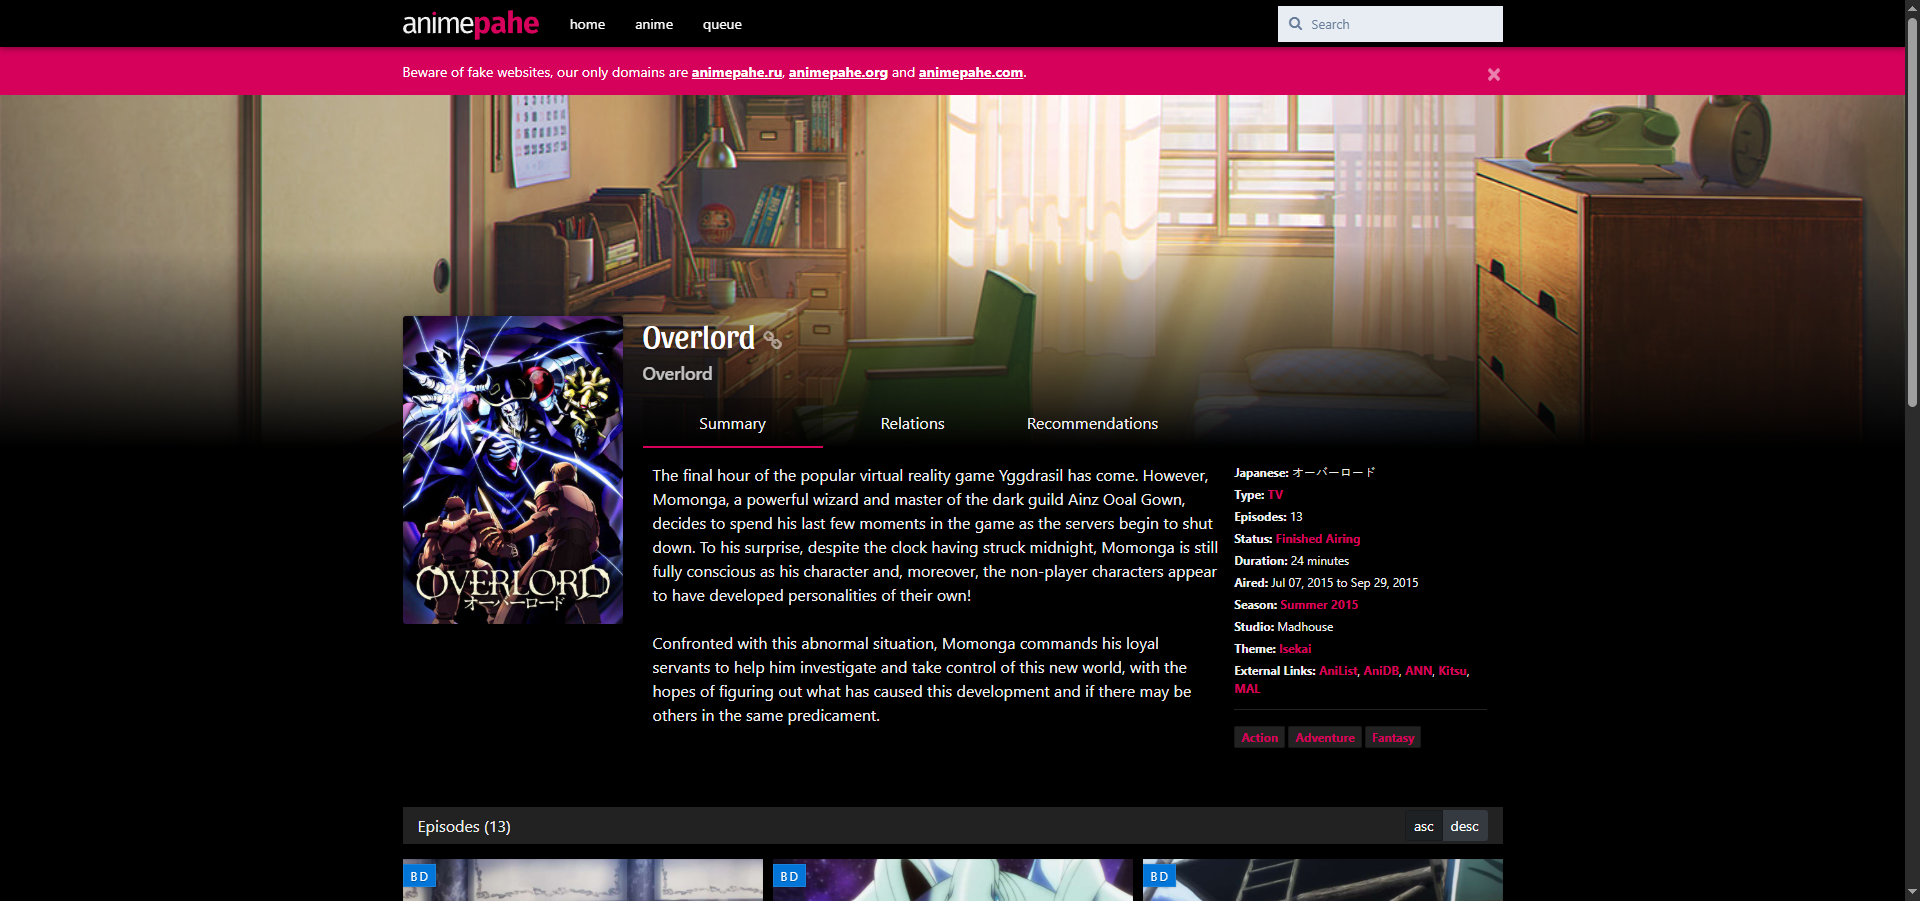 animepahe
home
anime
queue
Search
Beware of fake websites, our only domains are animepahe.ru, animepahe.org and animepahe.com.
Overlord
Overlord
OVERLORD
オーバーロード
Summary
Relations
Recommendations
The final hour of the popular virtual reality game Yggdrasil has come. However,
Momonga, a powerful wizard and master of the dark guild Ainz Ooal Gown,
decides to spend his last few moments in the game as the servers begin to shut
down. To his surprise, despite the clock having struck midnight, Momonga is still
fully conscious as his character and, moreover, the non-player characters appear
to have developed personalities of their own!
Confronted with this abnormal situation, Momonga commands his loyal
servants to help him investigate and take control of this new world, with the
hopes of figuring out what has caused this development and if there may be
others in the same predicament.
Japanese: オーバーロード
Type: TV
Episodes: 13
Status: Finished Airing
Duration: 24 minutes
Aired: Jul 07, 2015 to Sep 29, 2015
Season: Summer 2015
Studio: Madhouse
Theme: Isekai
External Links: AniList, AniDB, ANN, Kitsu,
MAL
Action
Adventure
Fantasy
Episodes (13)
asc
desc
BD
BD
BD